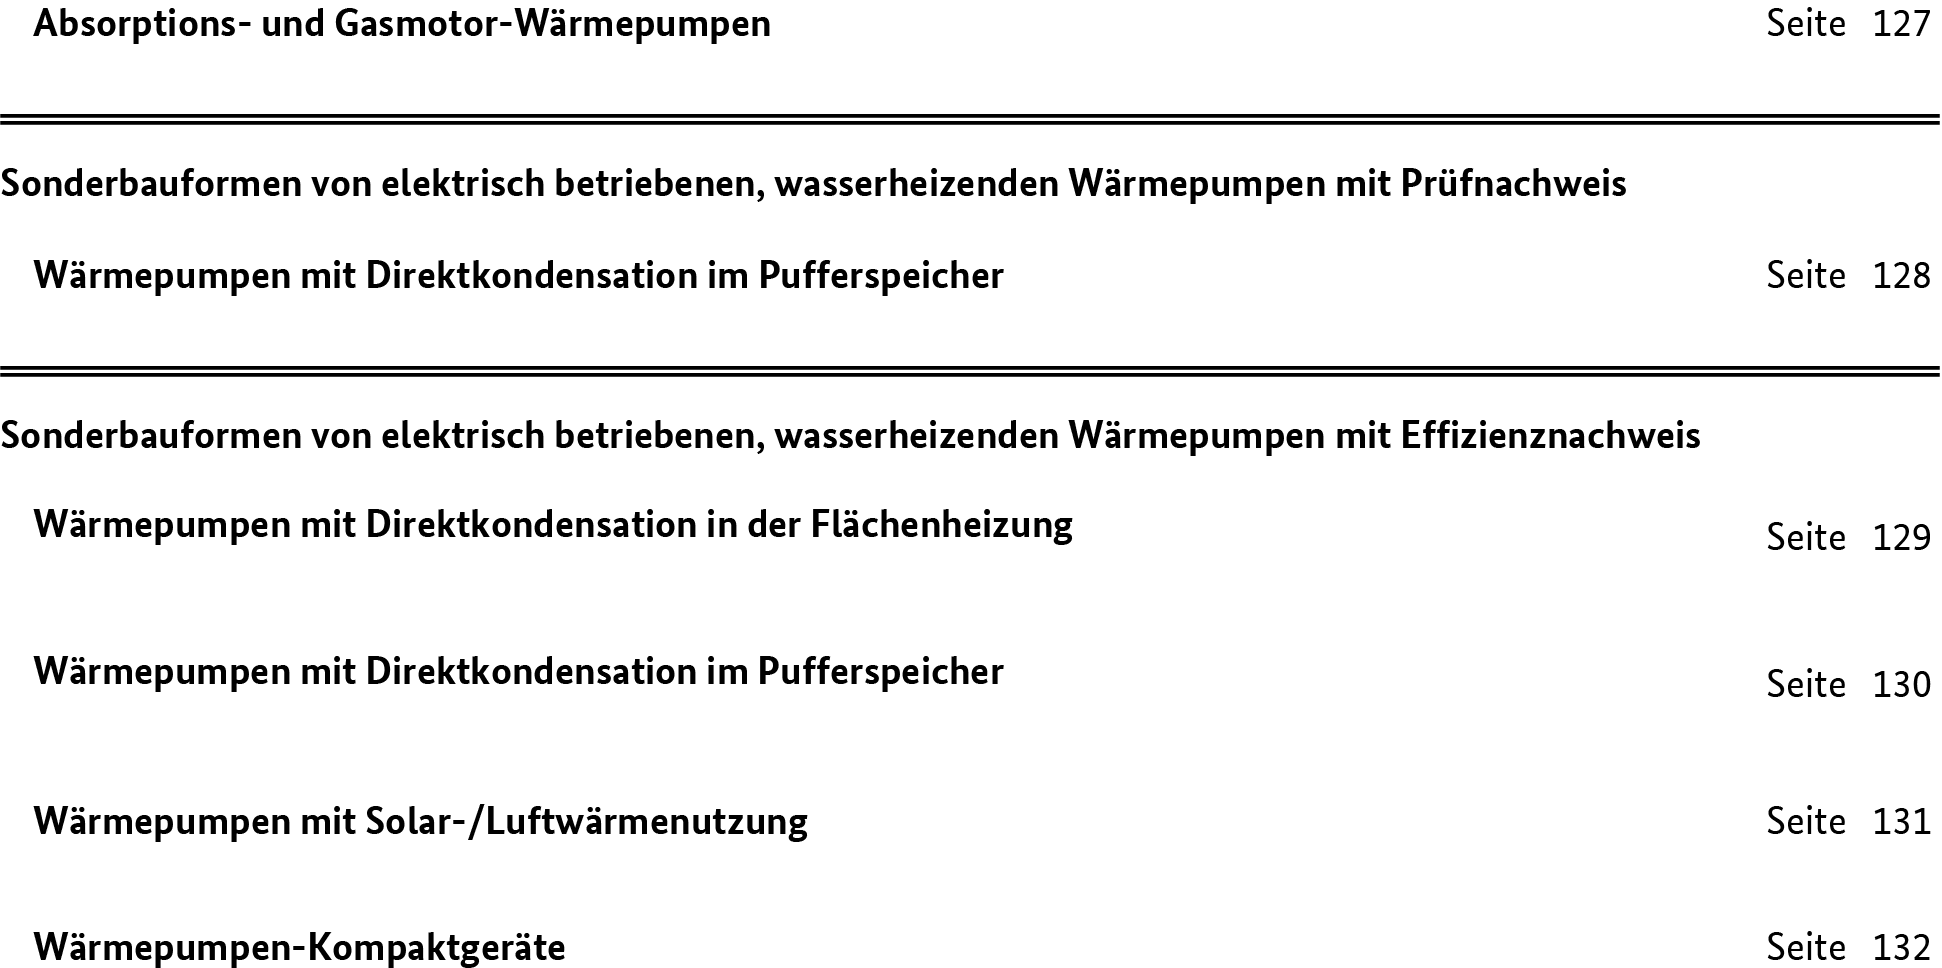 Absorptions- und Gasmotor-Wärmepumpen Seite 127
Sonderbauformen von elektrisch betriebenen, wasserheizenden Wärmepumpen mit Prüfnachweis
Wärmepumpen mit Direktkondensation im Pufferspeicher Seite 128
Sonderbauformen von elektrisch betriebenen, wasserheizenden Wärmepumpen mit Effizienznachweis
Wärmepumpen mit Direktkondensation in der Flächenheizung Seite 129
Wärmepumpen mit Direktkondensation im Pufferspeicher Seite 130
Wärmepumpen mit Solar-/Luftwärmenutzung Seite 131
Wärmepumpen-Kompaktgeräte Seite 132